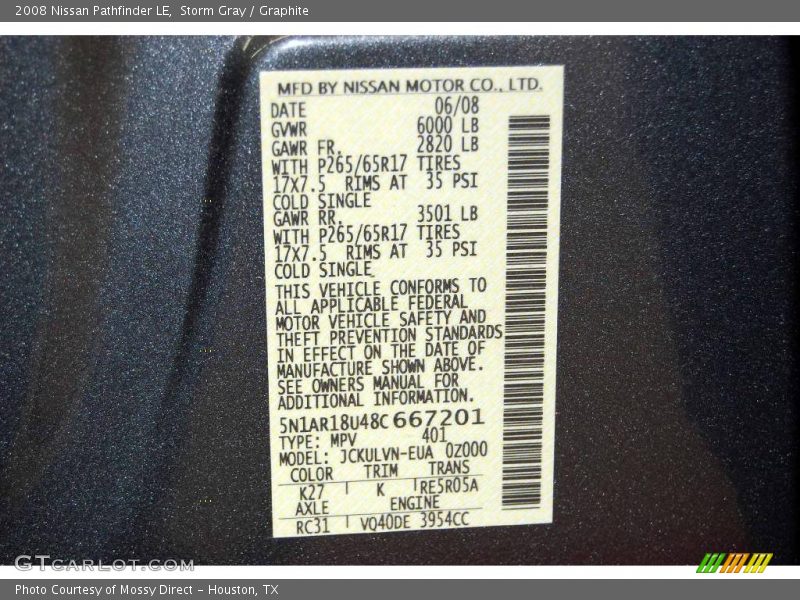 2008 Nissan Pathfinder LE,  Storm Gray / Graphite
MFD BY NISSAN MOTOR CO., LTD.
DATE 06/08
GVWR 6000 LB
GAWR FR. 2820 LB
WITH P265/65R17 TIRES
17X7.5 RIMS AT 35 PSI
COLD SINGLE
GAWR RR. 3501 LB
WITH P265/65R17 TIRES
17X7.5 RIMS AT 35 PSI
COLD SINGLE
THIS VEHICLE CONFORMS TO
ALL APPLICABLE FEDERAL
MOTOR VEHICLE SAFETY AND
THEFT PREVENTION STANDARDS
IN EFFECT ON THE DATE OF
MANUFACTURE SHOWN ABOVE.
SEE OWNERS MANUAL FOR
ADDITIONAL INFORMATION.
5N1AR18U48C667201
TYPE: MPV 401
MODEL: JCKULVN-EUA 0Z000
COLOR TRIM TRANS
K27 K RE5R05A
AXLE ENGINE
RC31 VQ40DE 3954CC
GTCARLOT.COM
Photo Courtesy of Mossy Direct - Houston, TX